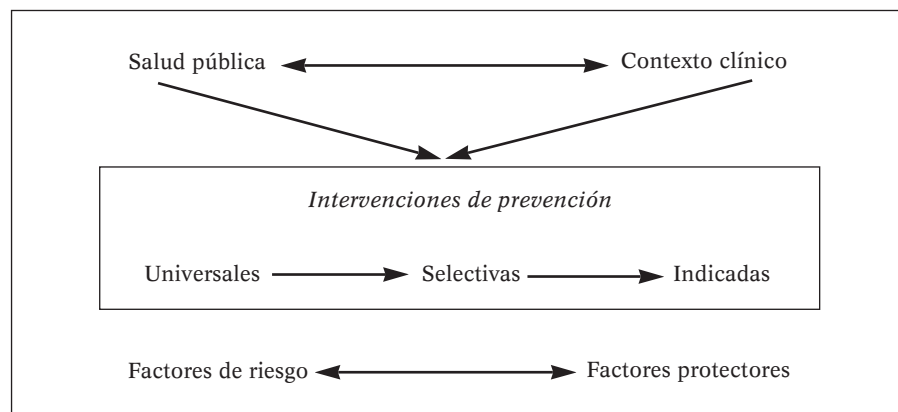 Salud pública Contexto clínico
Intervenciones de prevención
Universales Selectivas Indicadas
Factores de riesgo Factores protectores